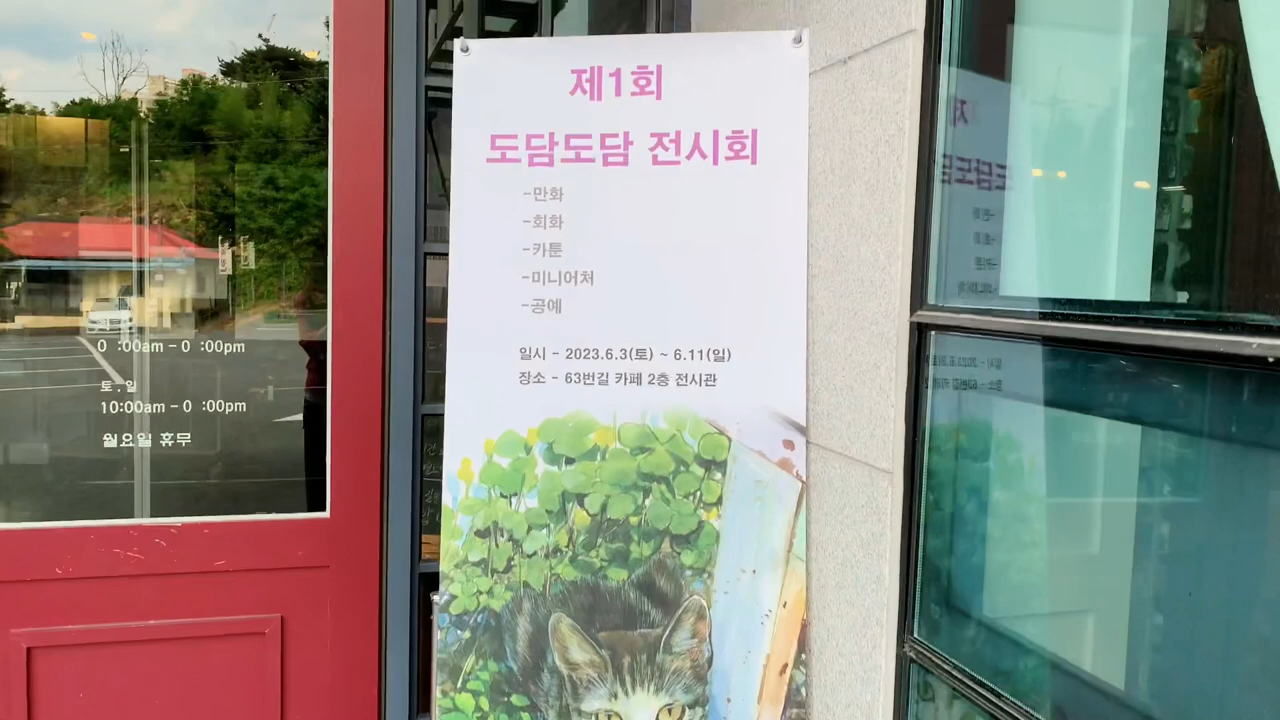 제1회
도담도담 전시회
-만화
-회화
-카툰
-미니어처
-공예
일시 - 2023.6.3(토) ~ 6.11(일)
장소 - 63번길 카페 2층 전시관
0 :00am - 0 :00pm
토.일
10:00am - 0 :00pm
월요일 휴무